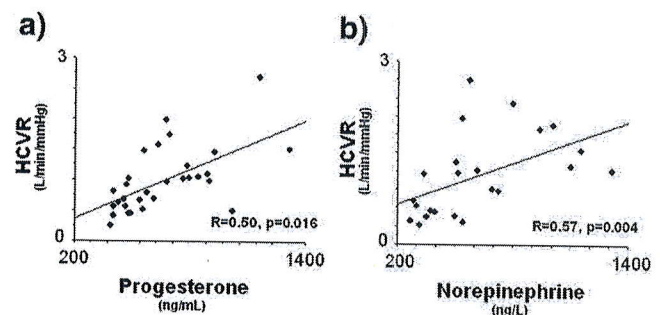 a)
3
HCVR
(L/min/mmHg)
0
R=0.50, p=0.016
200
1400
Progesterone
(ng/mL)
b)
3
HCVR
(L/min/mmHg)
0
R=0.57, p=0.004
200
1400
Norepinephrine
(ng/L)